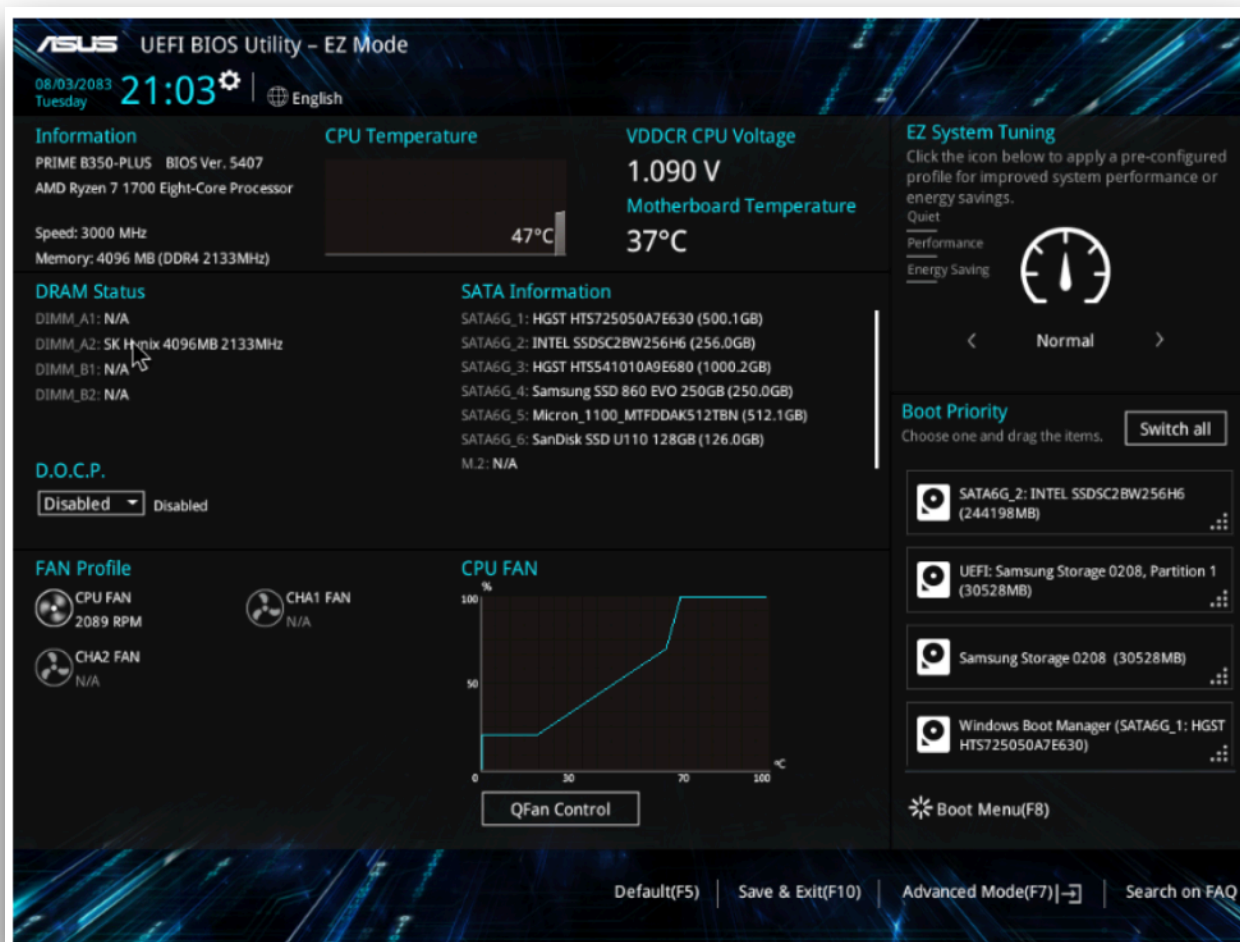 ASUS UEFI BIOS Utility – EZ Mode
08/03/2083
Tuesday
21:03
English
Information
PRIME B350-PLUS BIOS Ver. 5407
AMD Ryzen 7 1700 Eight-Core Processor
Speed: 3000 MHz
Memory: 4096 MB (DDR4 2133MHz)
CPU Temperature
47°C
VDDCR CPU Voltage
1.090 V
Motherboard Temperature
37°C
DRAM Status
DIMM_A1: N/A
DIMM_A2: SK Hynix 4096MB 2133MHz
DIMM_B1: N/A
DIMM_B2: N/A
SATA Information
SATA6G_1: HGST HTS725050A7E630 (500.1GB)
SATA6G_2: INTEL SSDSC2BW256H6 (256.0GB)
SATA6G_3: HGST HTS541010A9E680 (1000.2GB)
SATA6G_4: Samsung SSD 860 EVO 250GB (250.0GB)
SATA6G_5: Micron_1100_MTFDDAK512TBN (512.1GB)
SATA6G_6: SanDisk SSD U110 128GB (126.0GB)
M.2: N/A
D.O.C.P.
Disabled Disabled
FAN Profile
CPU FAN
2089 RPM
CHA1 FAN
N/A
CHA2 FAN
N/A
CPU FAN
%
100
50
0 30 70 100
°C
QFan Control
EZ System Tuning
Click the icon below to apply a pre-configured
profile for improved system performance or
energy savings.
Quiet
Performance
Energy Saving
Normal
Boot Priority
Choose one and drag the items.
Switch all
SATA6G_2: INTEL SSDSC2BW256H6
(244198MB)
UEFI: Samsung Storage 0208, Partition 1
(30528MB)
Samsung Storage 0208 (30528MB)
Windows Boot Manager (SATA6G_1: HGST
HTS725050A7E630)
Boot Menu(F8)
Default(F5) Save & Exit(F10) Advanced Mode(F7) Search on FAQ